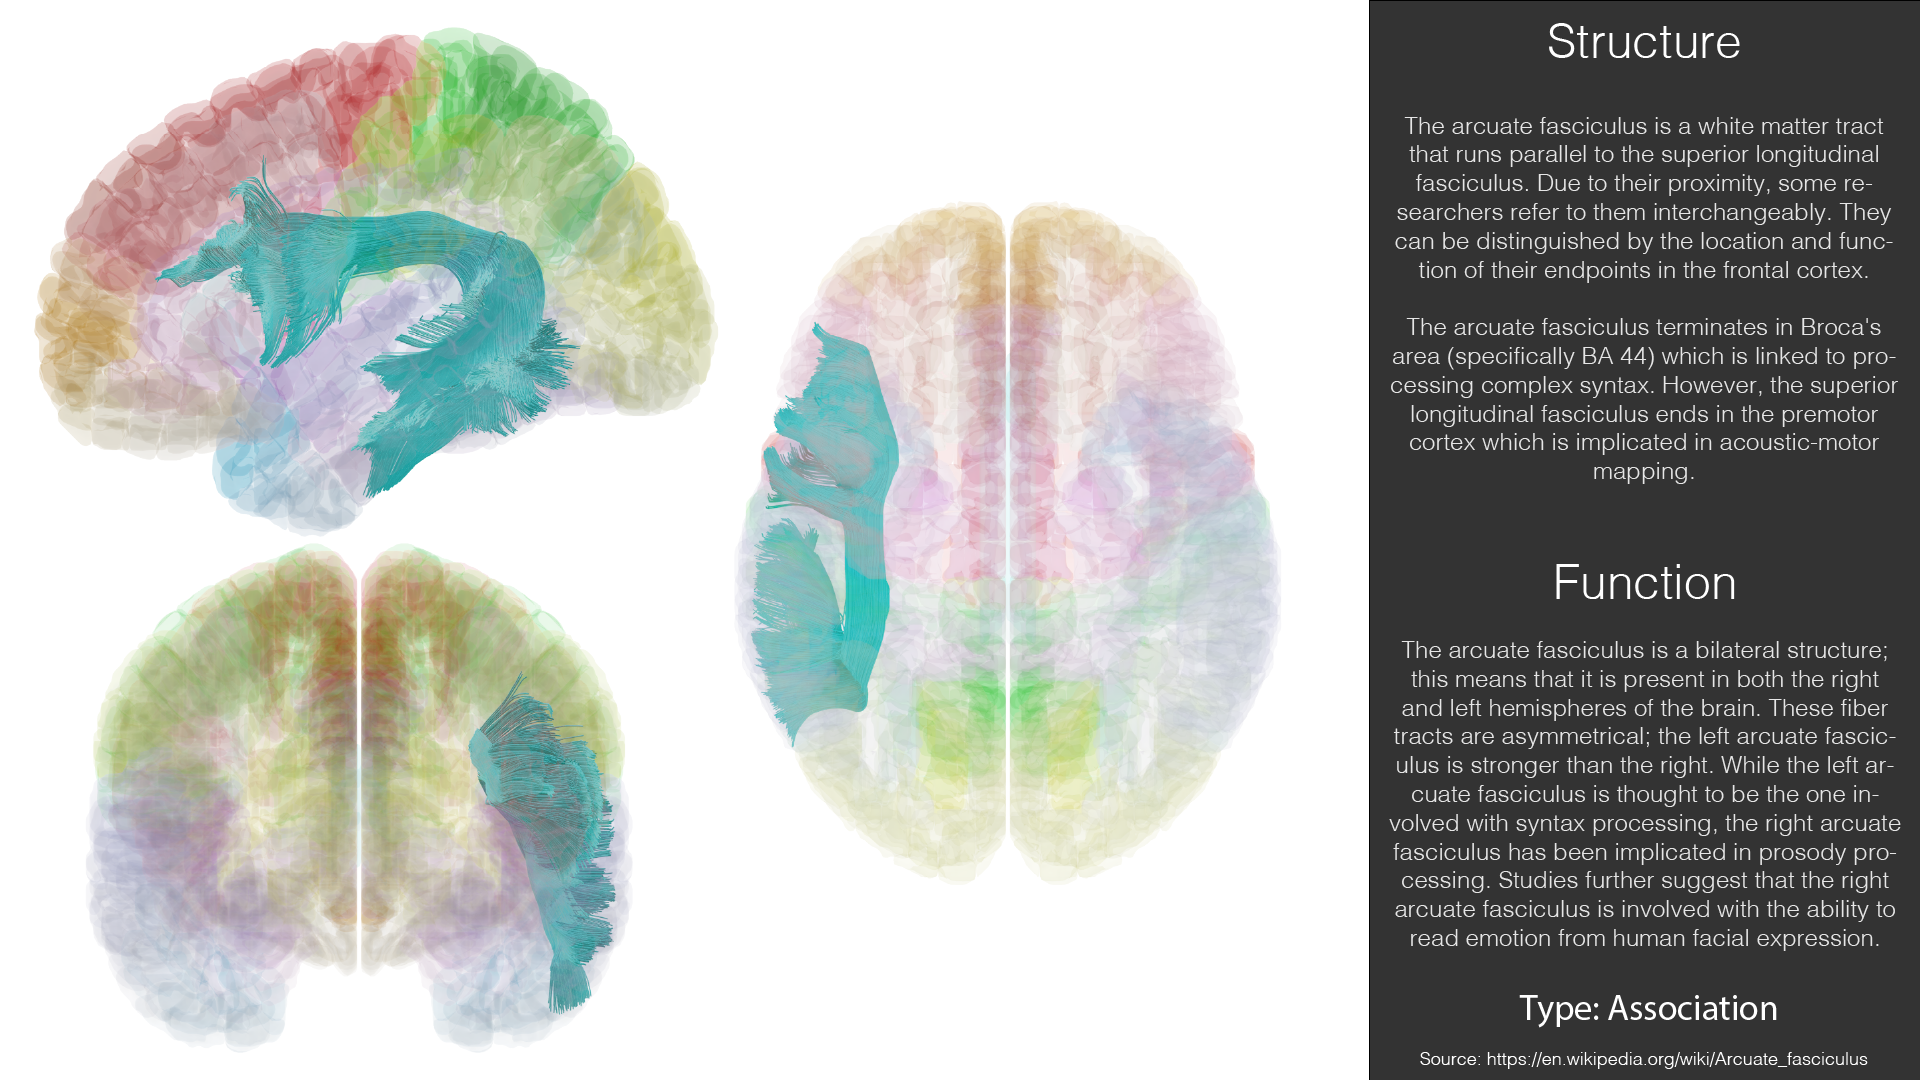 Structure
The arcuate fasciculus is a white matter tract
that runs parallel to the superior longitudinal
fasciculus. Due to their proximity, some re-
searchers refer to them interchangeably. They
can be distinguished by the location and func-
tion of their endpoints in the frontal cortex.
The arcuate fasciculus terminates in Broca's
area (specifically BA 44) which is linked to pro-
cessing complex syntax. However, the superior
longitudinal fasciculus ends in the premotor
cortex which is implicated in acoustic-motor
mapping.
Function
The arcuate fasciculus is a bilateral structure;
this means that it is present in both the right
and left hemispheres of the brain. These fiber
tracts are asymmetrical; the left arcuate fascic-
ulus is stronger than the right. While the left ar-
cuate fasciculus is thought to be the one in-
volved with syntax processing, the right arcuate
fasciculus has been implicated in prosody pro-
cessing. Studies further suggest that the right
arcuate fasciculus is involved with the ability to
read emotion from human facial expression.
Type: Association
Source: https://en.wikipedia.org/wiki/Arcuate_fasciculus